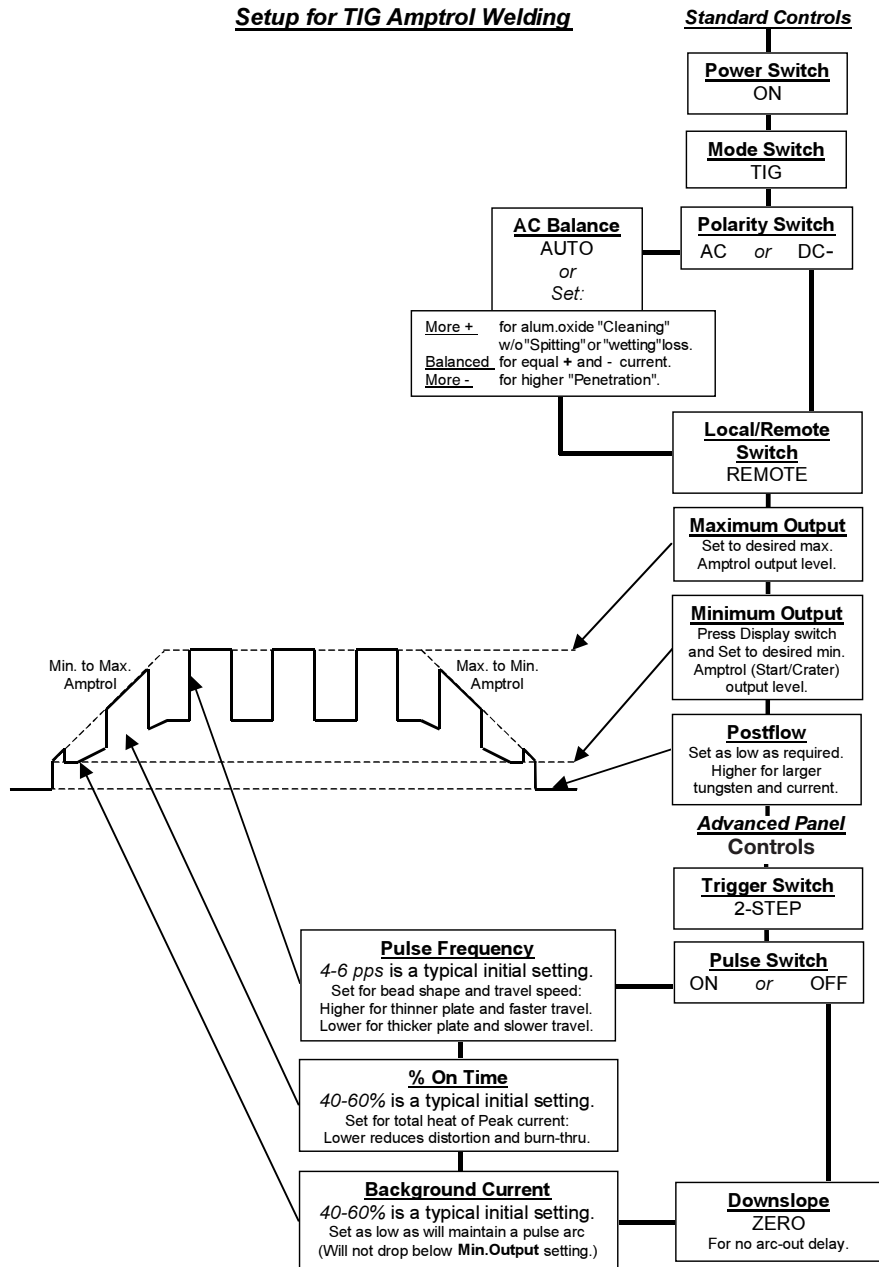 Setup for TIG Amptrol Welding
Standard Controls
Power Switch
ON
Mode Switch
TIG
AC Balance
AUTO
or
Set:
More + for alum.oxide "Cleaning"
w/o"Spitting" or "wetting"loss.
Balanced for equal + and - current.
More - for higher "Penetration".
Polarity Switch
AC or DC-
Local/Remote
Switch
REMOTE
Maximum Output
Set to desired max.
Amptrol output level.
Minimum Output
Press Display switch
and Set to desired min.
Amptrol (Start/Crater)
output level.
Min. to Max.
Amptrol
Max. to Min.
Amptrol
Postflow
Set as low as required.
Higher for larger
tungsten and current.
Advanced Panel
Controls
Trigger Switch
2-STEP
Pulse Switch
ON or OFF
Pulse Frequency
4-6 pps is a typical initial setting.
Set for bead shape and travel speed:
Higher for thinner plate and faster travel.
Lower for thicker plate and slower travel.
% On Time
40-60% is a typical initial setting.
Set for total heat of Peak current:
Lower reduces distortion and burn-thru.
Background Current
40-60% is a typical initial setting.
Set as low as will maintain a pulse arc
(Will not drop below Min.Output setting.)
Downslope
ZERO
For no arc-out delay.